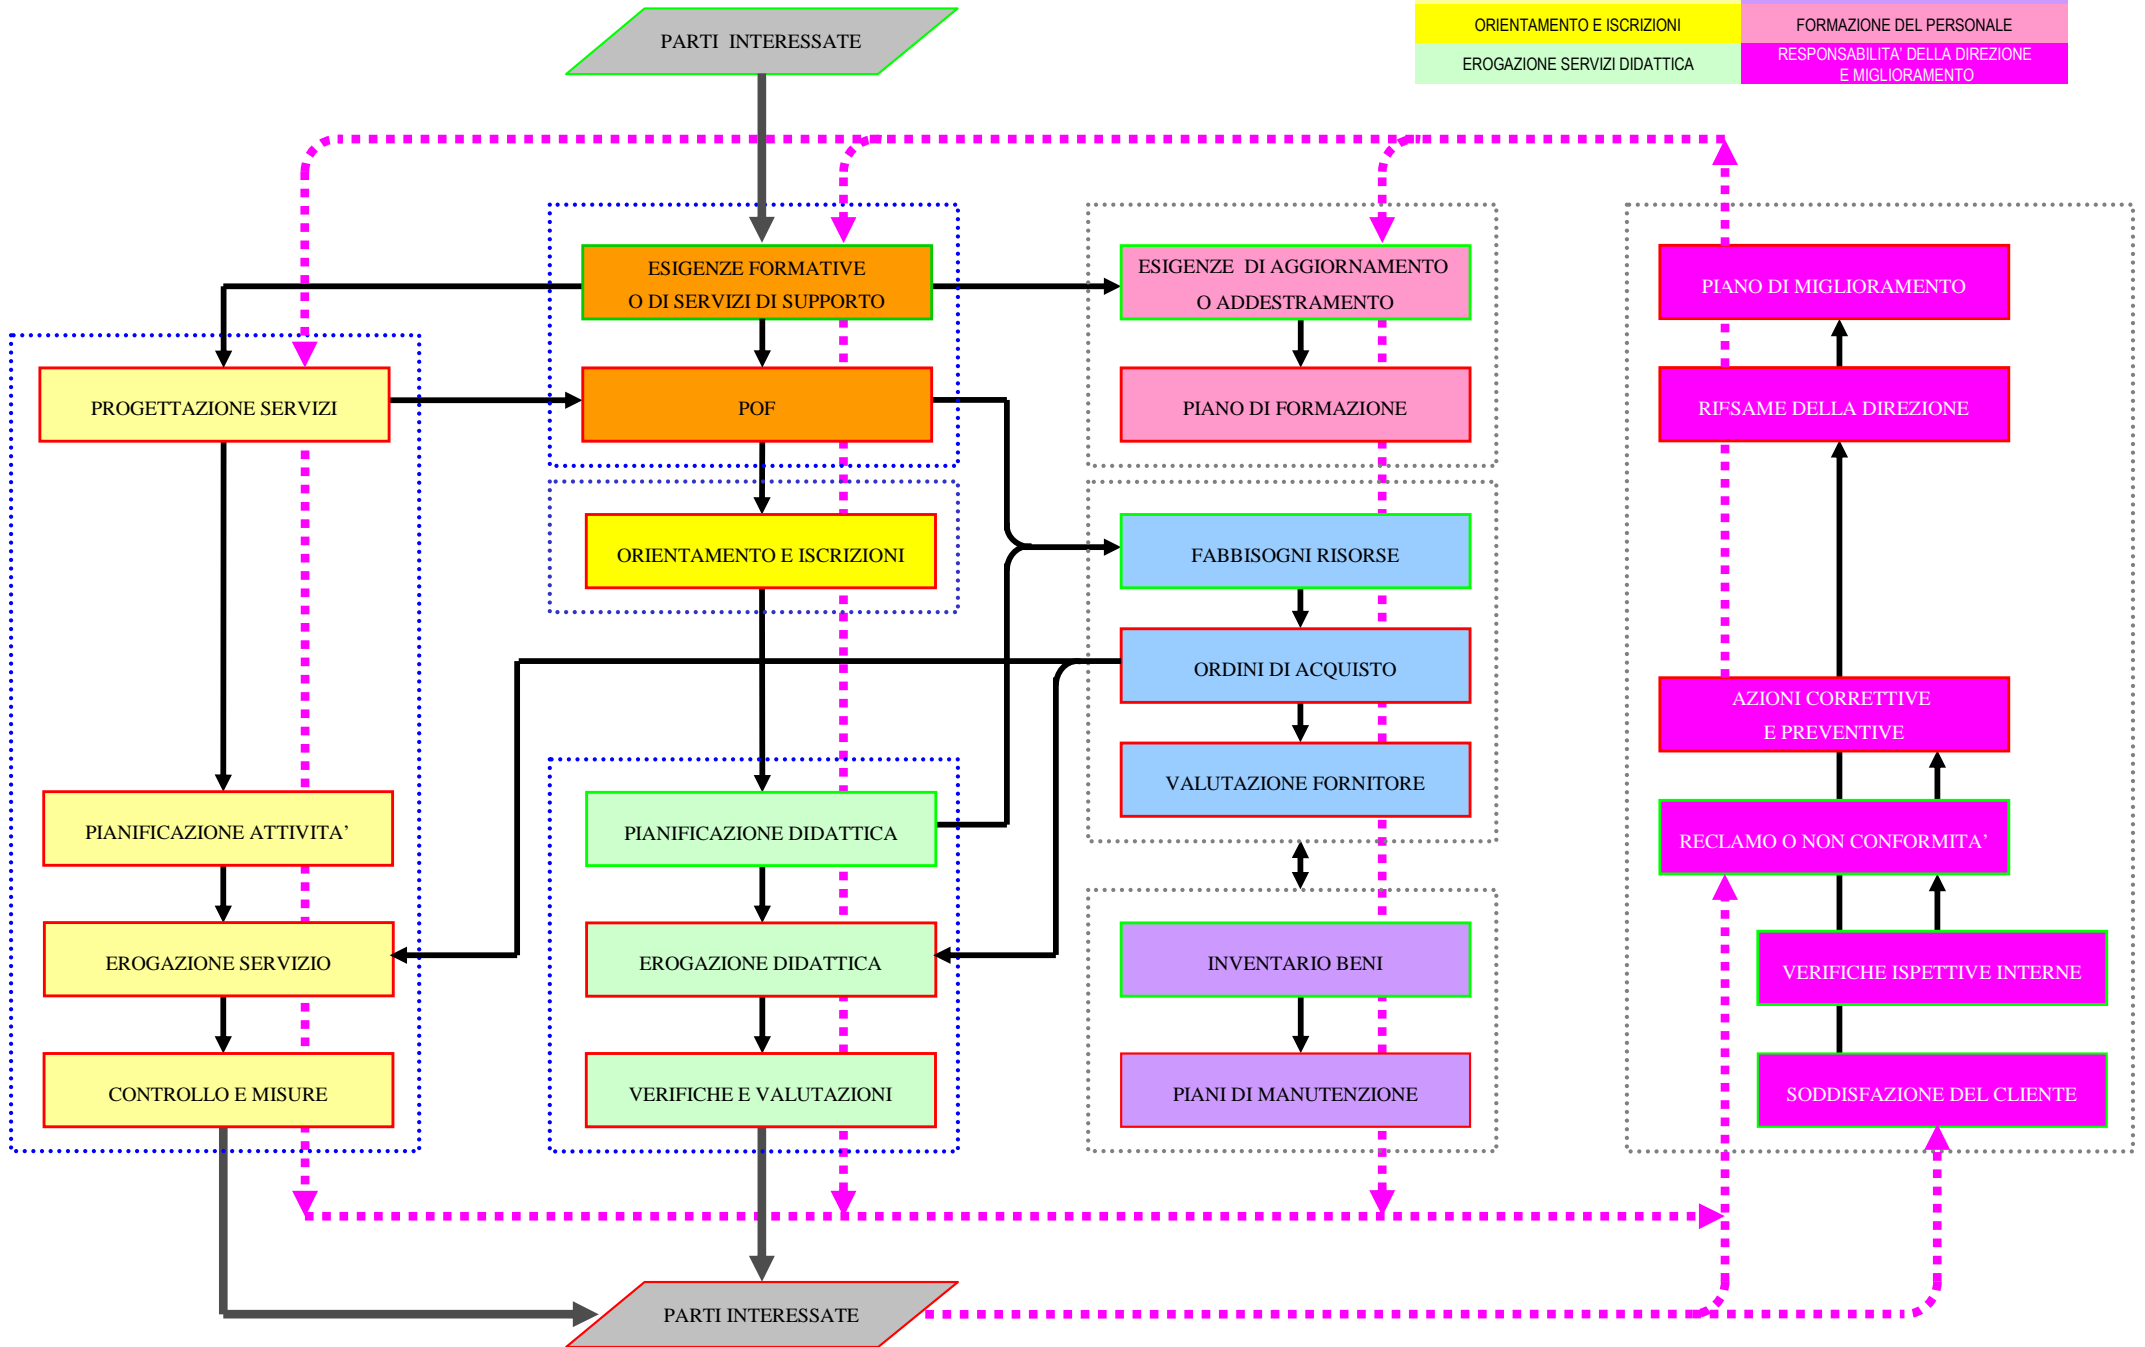 PARTI INTERESSATE
ORIENTAMENTO E ISCRIZIONI
FORMAZIONE DEL PERSONALE
EROGAZIONE SERVIZI DIDATTICA
RESPONSABILITA' DELLA DIREZIONE
E MIGLIORAMENTO
ESIGENZE FORMATIVE
O DI SERVIZI DI SUPPORTO
ESIGENZE DI AGGIORNAMENTO
O ADDESTRAMENTO
PIANO DI MIGLIORAMENTO
PROGETTAZIONE SERVIZI
POF
PIANO DI FORMAZIONE
RIESAME DELLA DIREZIONE
ORIENTAMENTO E ISCRIZIONI
FABBISOGNI RISORSE
ORDINI DI ACQUISTO
AZIONI CORRETTIVE
E PREVENTIVE
VALUTAZIONE FORNITORE
PIANIFICAZIONE ATTIVITA’
PIANIFICAZIONE DIDATTICA
RECLAMO O NON CONFORMITA’
EROGAZIONE SERVIZIO
EROGAZIONE DIDATTICA
INVENTARIO BENI
VERIFICHE ISPETTIVE INTERNE
CONTROLLO E MISURE
VERIFICHE E VALUTAZIONI
PIANI DI MANUTENZIONE
SODDISFAZIONE DEL CLIENTE
PARTI INTERESSATE